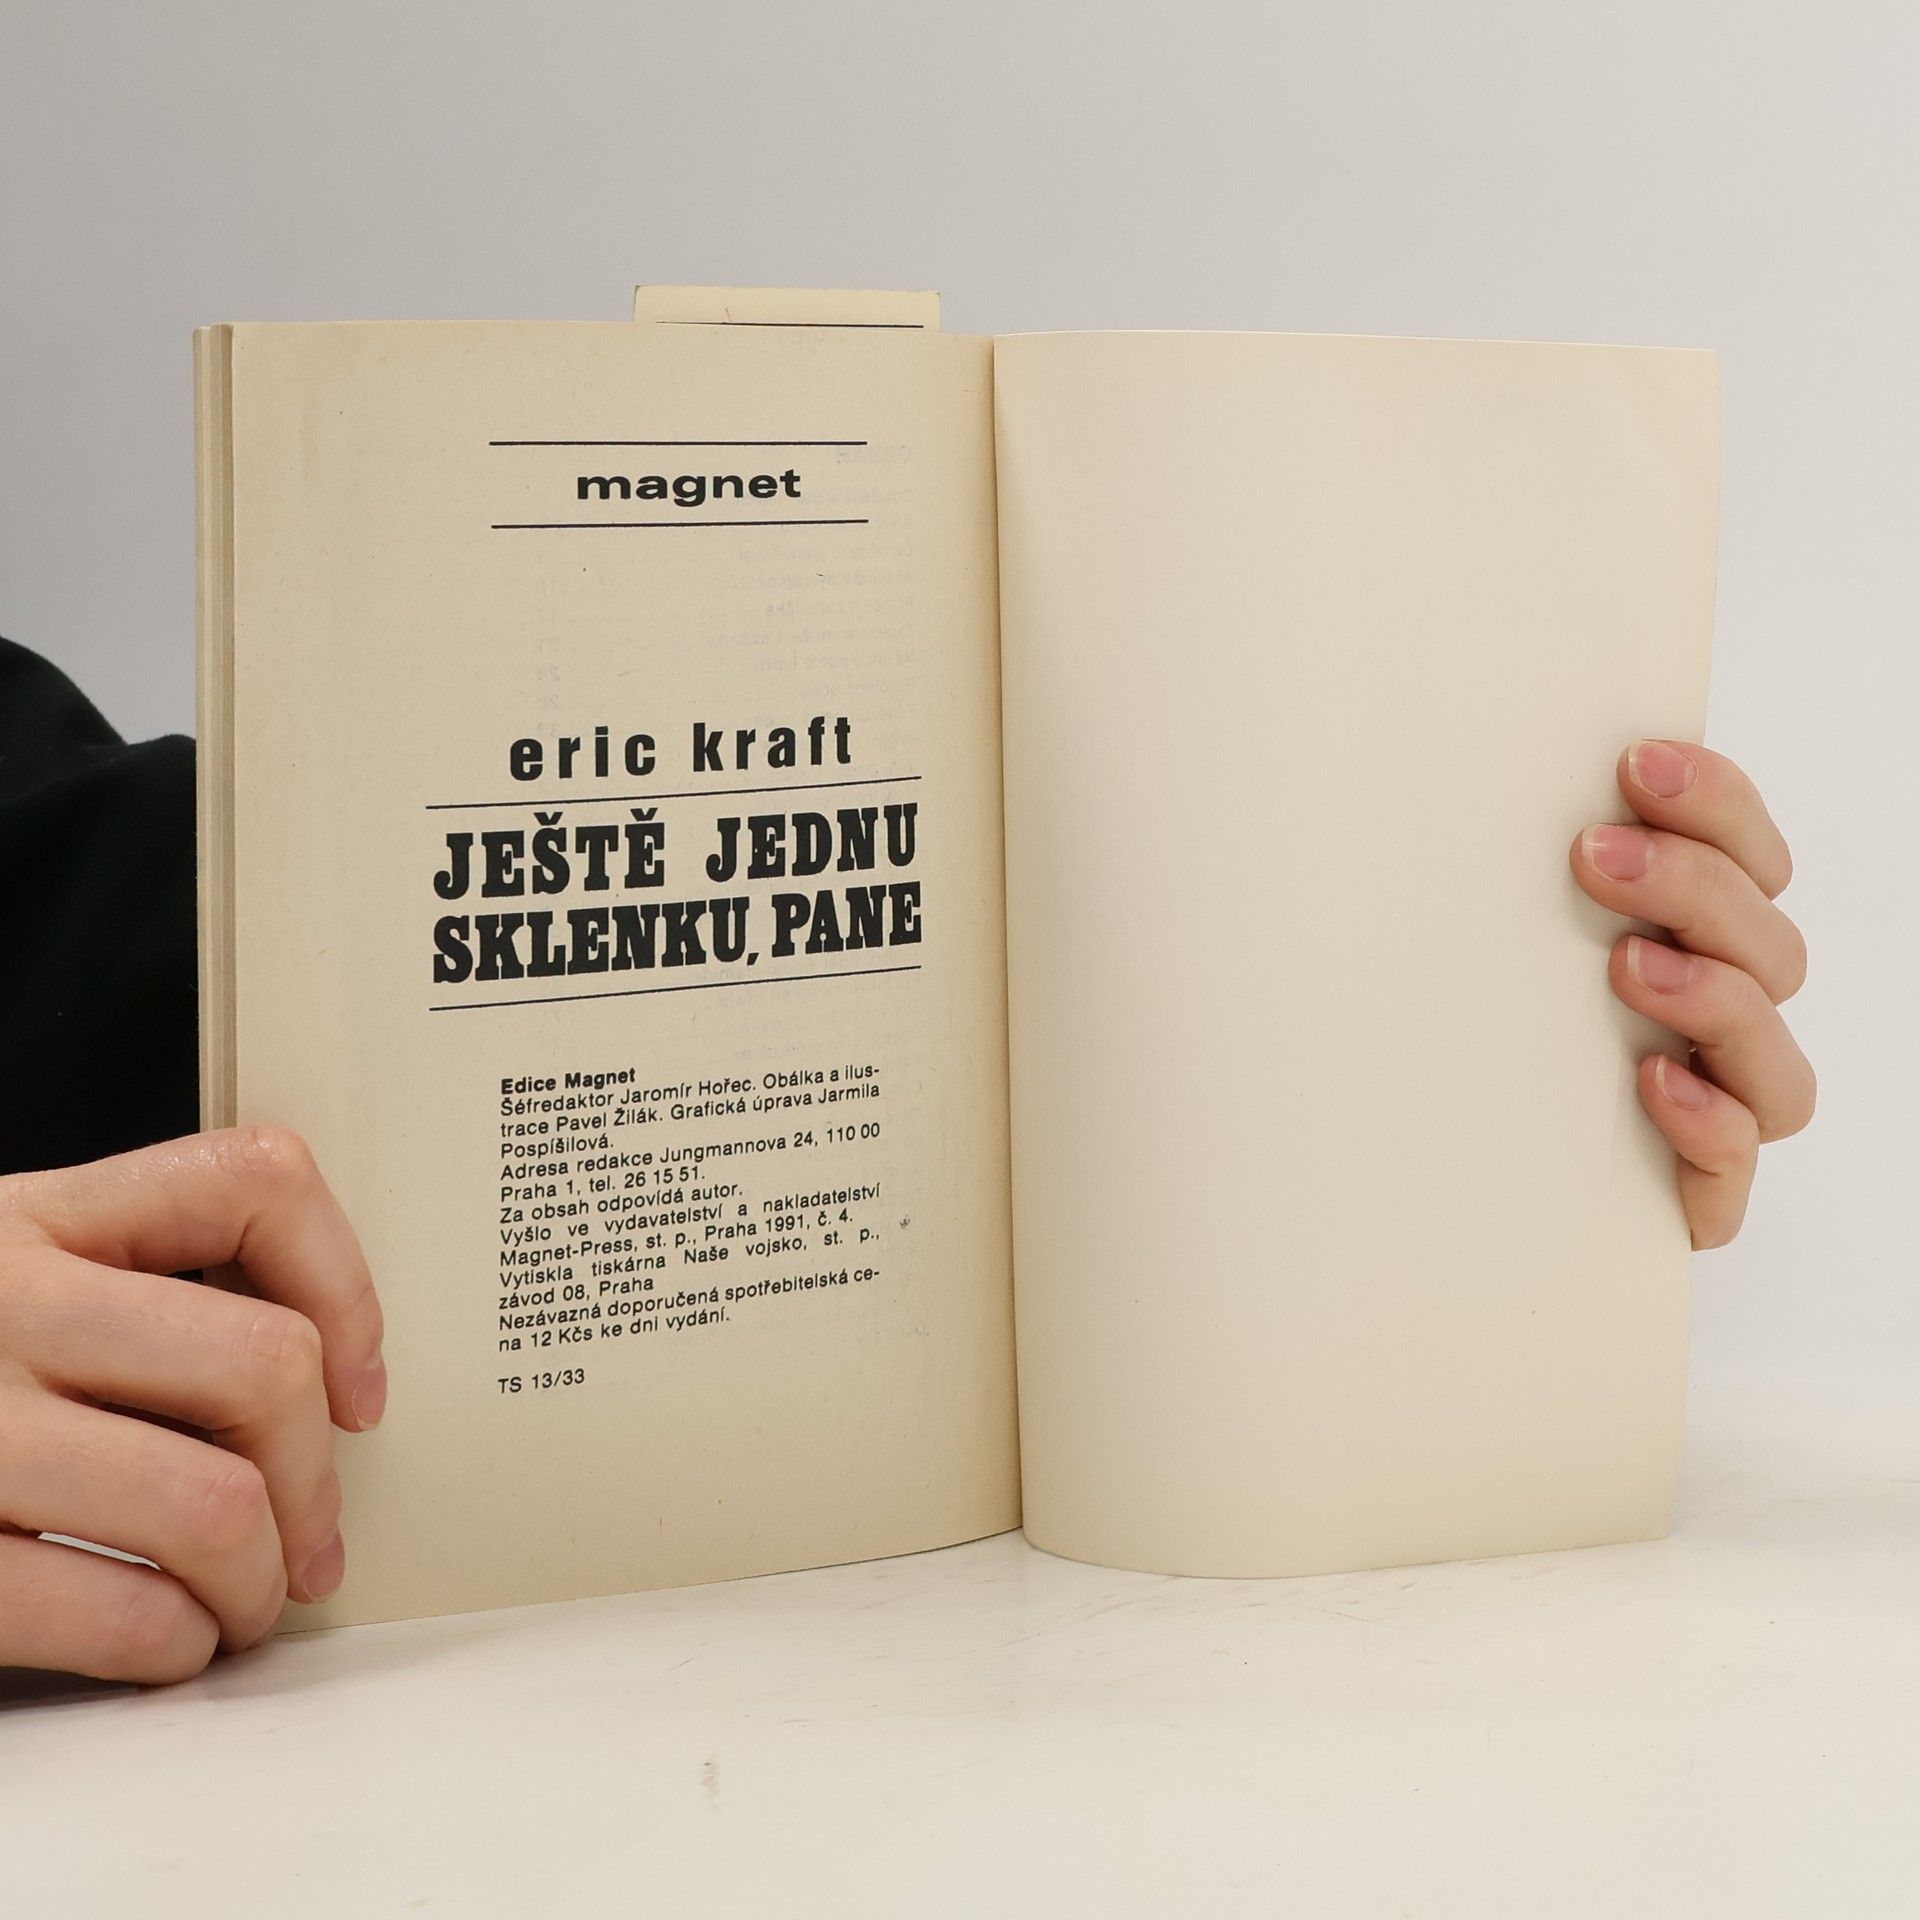 magnet
eric kraft
JEŠTĚ JEDNU
SKLENKU, PANE
Edice Magnet
Šéfredaktor Jaromír Hořec. Obálka a ilus-
trace Pavel Žilák. Grafická úprava Jarmila
Pospíšilová.
Adresa redakce Jungmannova 24, 110 00
Praha 1, tel. 26 15 51.
Za obsah odpovídá autor.
Vyšlo ve vydavatelství a nakladatelství
Magnet-Press, st. p., Praha 1991, č. 4.
Vytiskla tiskárna Naše vojsko, st. p.,
závod 08, Praha
Nezávazná doporučená spotřebitelská ce-
na 12 Kčs ke dni vydání.
TS 13/33